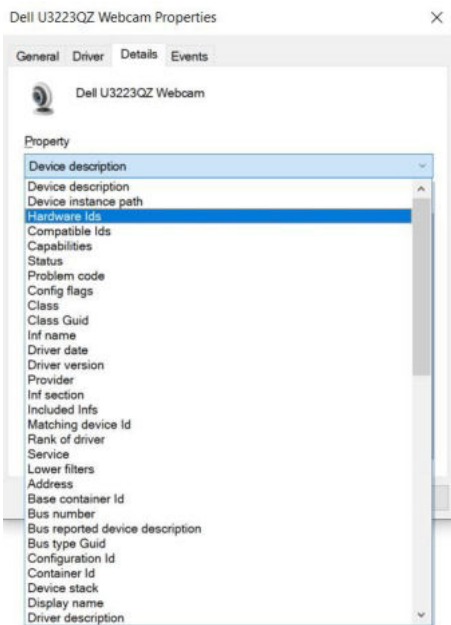 Dell U3223QZ Webcam Properties
General Driver Details Events
Dell U3223QZ Webcam
Property
Device description
Device description
Device instance path
Hardware Ids
Compatible Ids
Capabilities
Status
Problem code
Config flags
Class
Class Guid
Inf name
Driver date
Driver version
Provider
Inf section
Included Infs
Matching device Id
Rank of driver
Service
Lower filters
Address
Base container Id
Bus number
Bus reported device description
Bus type Guid
Configuration Id
Container Id
Device stack
Display name
Driver description